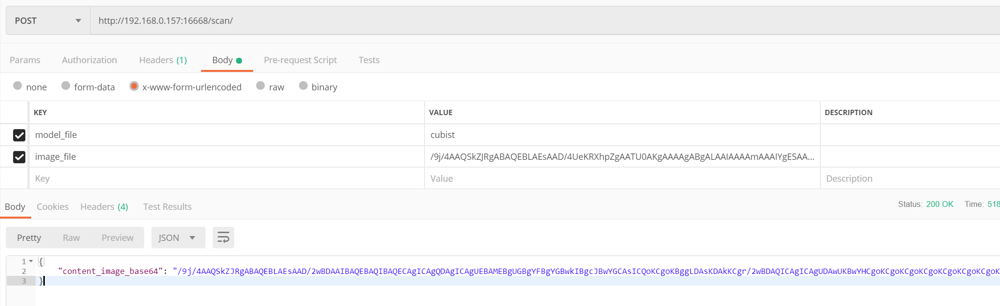 POST http://192.168.0.157:16668/scan/
Params Authorization Headers (1) Body Pre-request Script Tests
none form-data x-www-form-urlencoded raw binary
KEY VALUE DESCRIPTION
model_file cubist
image_file /9j/4AAQSkZJRgABAQEBLAEsAAD/4UeKRXhpZgAATU0AKgAAAAgABgALAAIAAAAmAAAIYgESAA...
Key Value Description
Body Cookies Headers (4) Test Results Status: 200 OK Time: 518
Pretty Raw Preview JSON
1 {
2 "content_image_base64": "/9j/4AAQSkZJRgABAQEBLAEsAAD/2wBDAAIBAQEBAQIBAQECAgICAgQDAgICAgUEBAMEBgUGBgYFBgYGBwkIBgcJBwYGCAsICQoKCgoKBggLDAsKDAkKCgr/2wBDAQICAgICAgUDAwUKBwYHCgoKCgoKCgoKCgoKCgoKCgoKCgoK
3 }